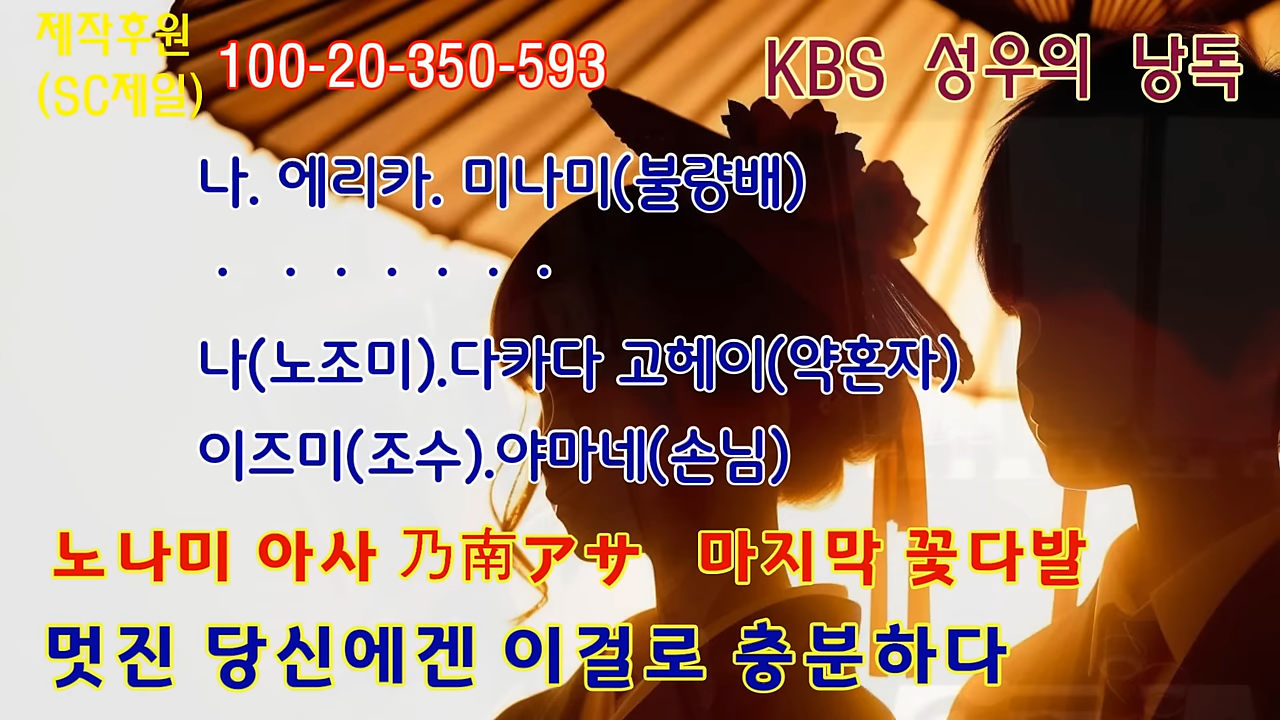 제작후원
(SC제일) 100-20-350-593
KBS 성우의 낭독
나. 에리카. 미나미(불량배)
. . . . . . . .
나(노조미).다카다 고헤이(약혼자)
이즈미(조수).야마네(손님)
노나미 아사 乃南アサ 마지막 꽃다발
멋진 당신에겐 이걸로 충분하다